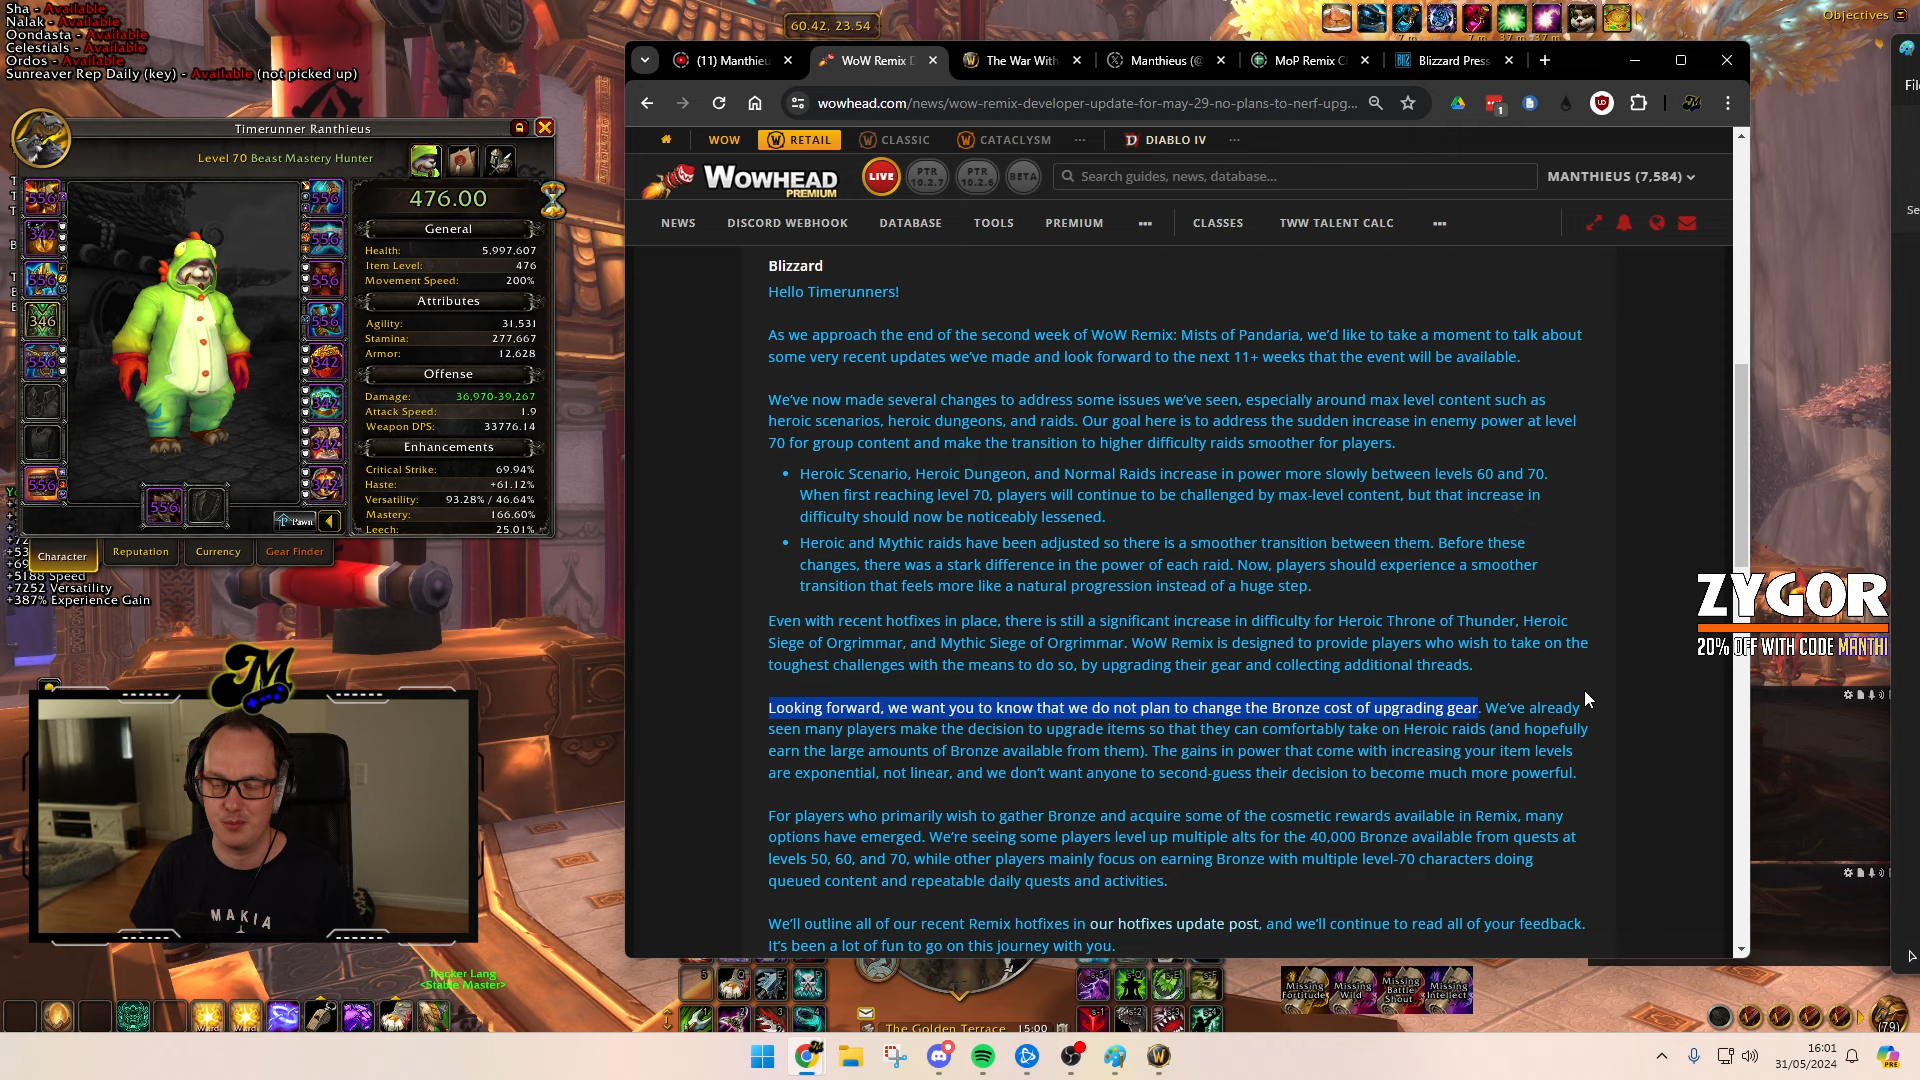 Sha - Available
Nalak - Available
Oondasta - Available
Celestials - Available
Ordos - Available
Sunreaver Rep Daily (key) - Available (not picked up)
60.42, 23.54
Objectives
Timerunner Ranthieus
Level 70 Beast Mastery Hunter
476.00
General
Health: 5,997,607
Item Level: 476
Movement Speed: 200%
Attributes
Agility: 31,531
Stamina: 277,667
Armor: 12,628
Offense
Damage: 36,970-39,267
Attack Speed: 1.9
Weapon DPS: 33776.14
Enhancements
Critical Strike: 69.94%
Haste: +61.12%
Versatility: 93.28% / 46.64%
Mastery: 166.60%
Leech: 25.01%
556
342
556
346
556
556
556
556
556
556
556
342
342
342
342
Pawn
Character
Reputation
Currency
Gear Finder
+5188 Speed
+7252 Versatility
+387% Experience Gain
(11) Manthieu
WoW Remix D
The War With
Manthieus (@
MoP Remix C
Blizzard Press
wowhead.com/news/wow-remix-developer-update-for-may-29-no-plans-to-nerf-upg...
WOW
RETAIL
CLASSIC
CATACLYSM
DIABLO IV
WOWHEAD
PREMIUM
LIVE
PTR 10.2.7
PTR 10.2.6
BETA
Search guides, news, database...
MANTHIEUS (7,584)
NEWS
DISCORD WEBHOOK
DATABASE
TOOLS
PREMIUM
CLASSES
TWW TALENT CALC
Blizzard
Hello Timerunners!
As we approach the end of the second week of WoW Remix: Mists of Pandaria, we'd like to take a moment to talk about
some very recent updates we've made and look forward to the next 11+ weeks that the event will be available.
We've now made several changes to address some issues we've seen, especially around max level content such as
heroic scenarios, heroic dungeons, and raids. Our goal here is to address the sudden increase in enemy power at level
70 for group content and make the transition to higher difficulty raids smoother for players.
• Heroic Scenario, Heroic Dungeon, and Normal Raids increase in power more slowly between levels 60 and 70.
When first reaching level 70, players will continue to be challenged by max-level content, but that increase in
difficulty should now be noticeably lessened.
• Heroic and Mythic raids have been adjusted so there is a smoother transition between them. Before these
changes, there was a stark difference in the power of each raid. Now, players should experience a smoother
transition that feels more like a natural progression instead of a huge step.
Even with recent hotfixes in place, there is still a significant increase in difficulty for Heroic Throne of Thunder, Heroic
Siege of Orgrimmar, and Mythic Siege of Orgrimmar. WoW Remix is designed to provide players who wish to take on the
toughest challenges with the means to do so, by upgrading their gear and collecting additional threads.
Looking forward, we want you to know that we do not plan to change the Bronze cost of upgrading gear. We've already
seen many players make the decision to upgrade items so that they can comfortably take on Heroic raids (and hopefully
earn the large amounts of Bronze available from them). The gains in power that come with increasing your item levels
are exponential, not linear, and we don't want anyone to second-guess their decision to become much more powerful.
For players who primarily wish to gather Bronze and acquire some of the cosmetic rewards available in Remix, many
options have emerged. We're seeing some players level up multiple alts for the 40,000 Bronze available from quests at
levels 50, 60, and 70, while other players mainly focus on earning Bronze with multiple level-70 characters doing
queued content and repeatable daily quests and activities.
We'll outline all of our recent Remix hotfixes in our hotfixes update post, and we'll continue to read all of your feedback.
It's been a lot of fun to go on this journey with you.
ZYGOR
20% OFF WITH CODE MANTHI
MAKIA
Tracker Lang
<Stable Master>
Missing Fortitude
Missing Wild
Missing Battle Shout
Missing Intellect
The Golden Terrace 15:00
(79)
16:01
31/05/2024